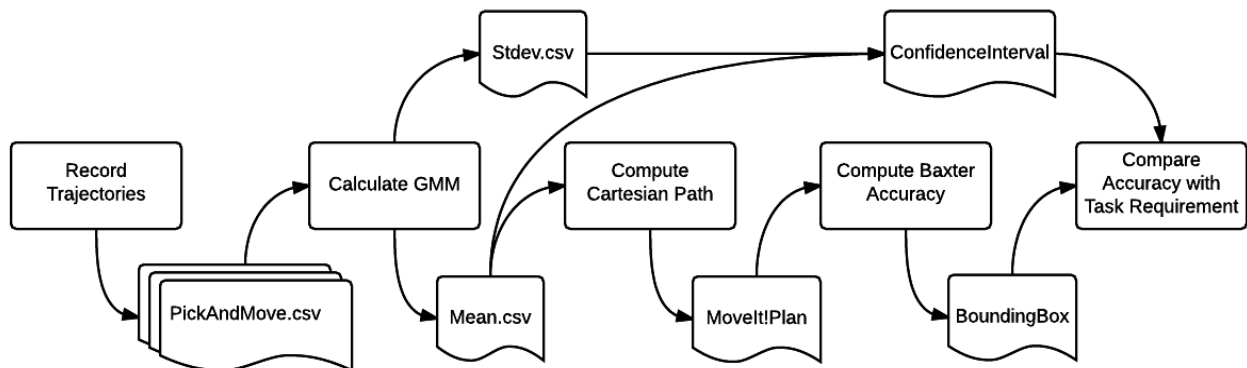 Stdev.csv
ConfidenceInterval
Record
Trajectories
Calculate GMM
Compute
Cartesian Path
Compute Baxter
Accuracy
Compare
Accuracy with
Task Requirement
PickAndMove.csv
Mean.csv
MoveIt!Plan
BoundingBox